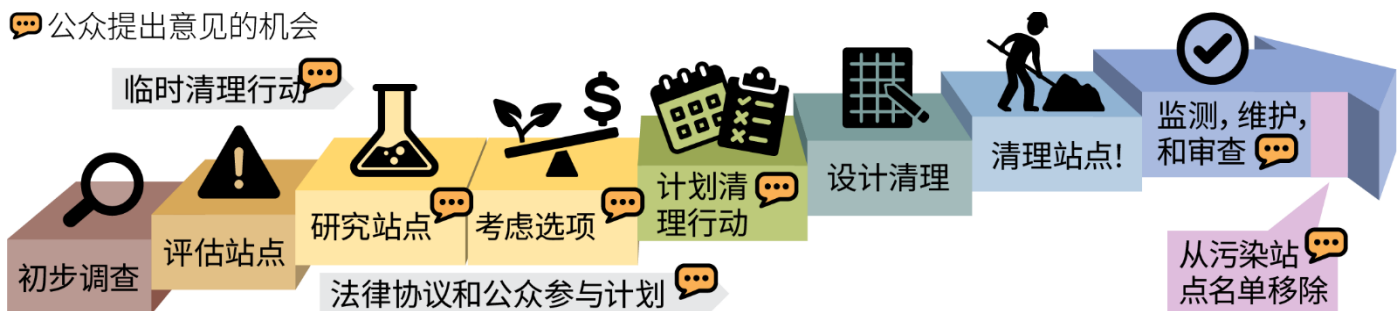 公众提出意见的机会
临时清理行动
初步调查
评估站点
研究站点
考虑选项
法律协议和公众参与计划
计划清
理行动
设计清理
清理站点!
监测，维护，
和审查
从污染站
点名单移除